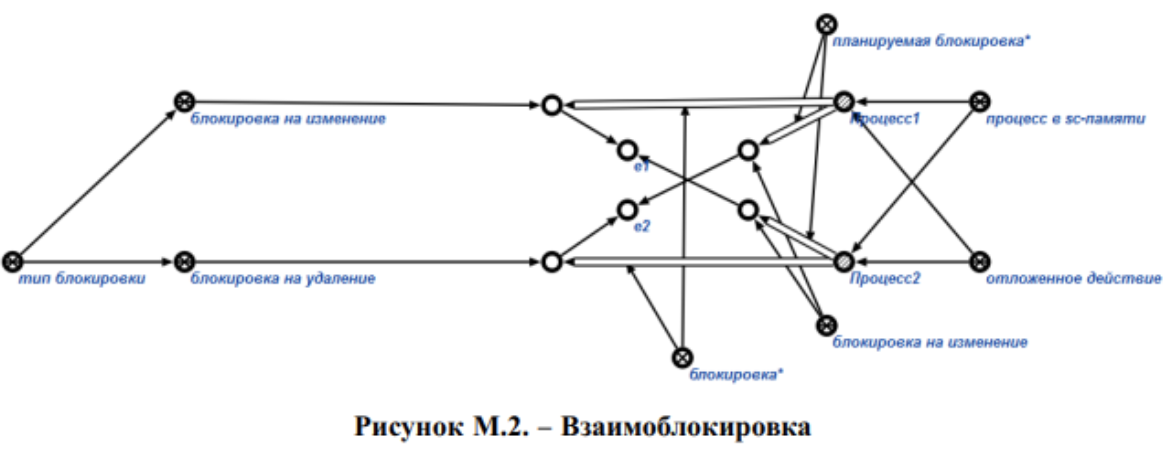 планируемая блокировка*
блокировка на изменение
Процесс1
процесс в sc-памяти
e1
e2
тип блокировки
блокировка на удаление
Процесс2
отложенное действие
блокировка на изменение
блокировка*
Рисунок М.2. – Взаимоблокировка